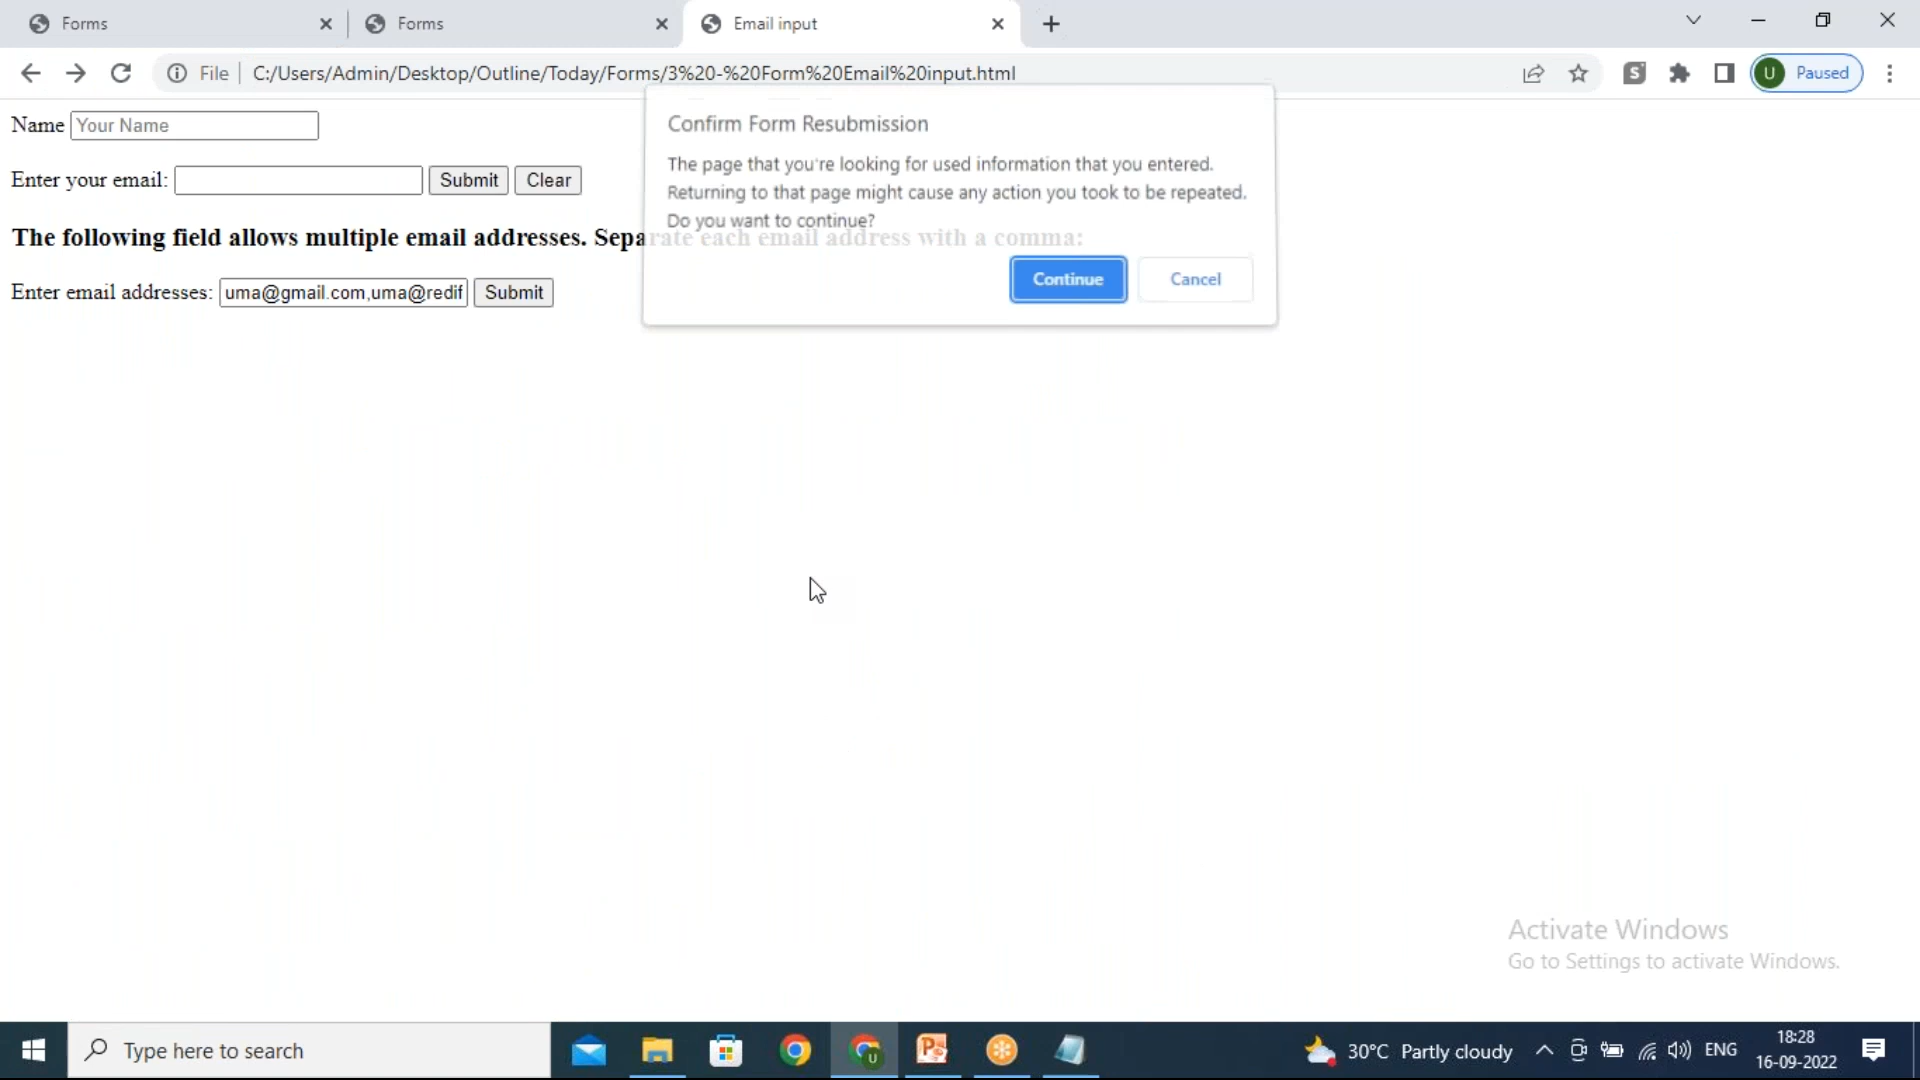 Forms
Forms
Email input
File
C:/Users/Admin/Desktop/Outline/Today/Forms/3%20-%20Form%20Email%20input.html
S
U
Paused
Name Your Name
Confirm Form Resubmission
The page that you're looking for used information that you entered.
Returning to that page might cause any action you took to be repeated.
Do you want to continue?
Continue
Cancel
Enter your email:
Submit
Clear
The following field allows multiple email addresses. Separate each email address with a comma:
Enter email addresses: uma@gmail.com,uma@redif
Submit
Activate Windows
Go to Settings to activate Windows.
Type here to search
U
P
30°C Partly cloudy
ENG
18:28
16-09-2022